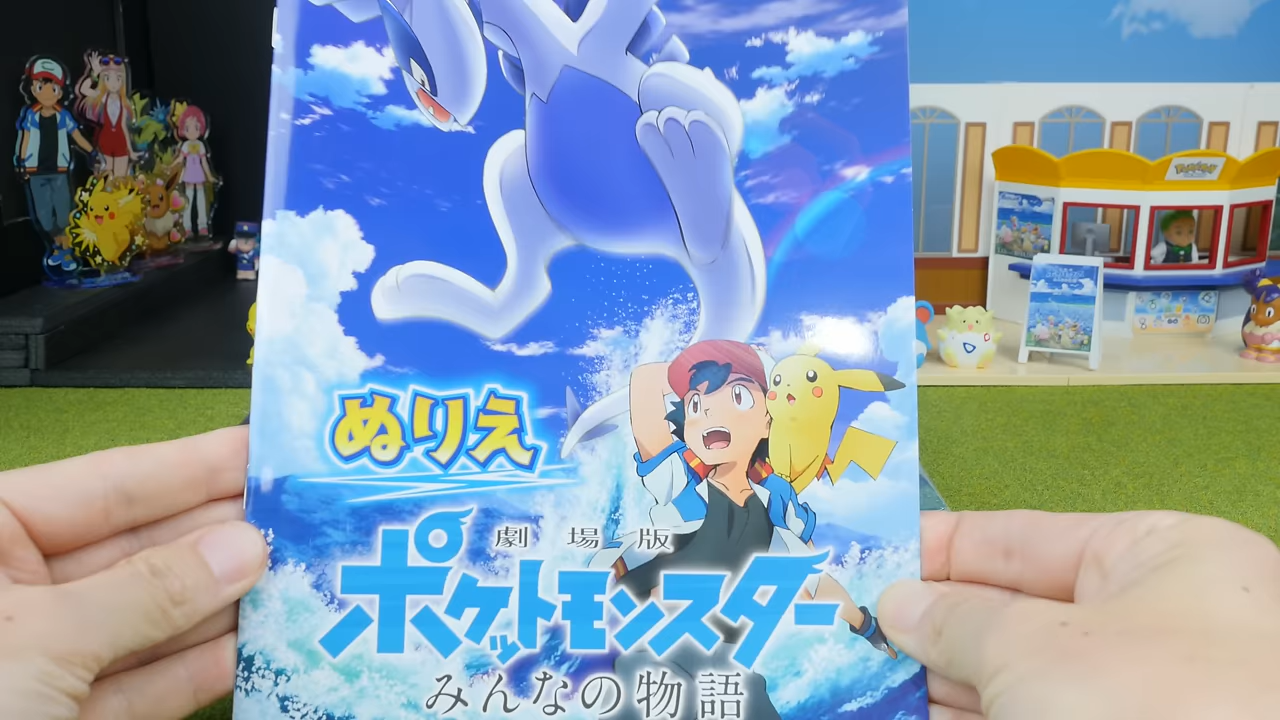 Pokémon
ぬりえ
劇場版
ポケットモンスター
みんなの物語